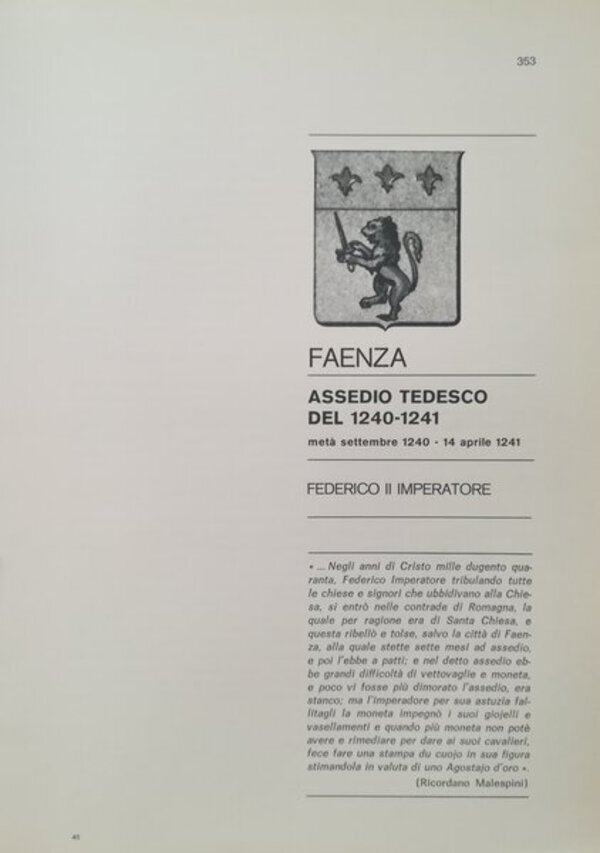 353
FAENZA
ASSEDIO TEDESCO
DEL 1240-1241
metà settembre 1240 - 14 aprile 1241
FEDERICO II IMPERATORE
« ... Negli anni di Cristo mille dugento qua-
ranta, Federico Imperatore tribulando tutte
le chiese e signori che ubbidivano alla Chie-
sa, si entrò nelle contrade di Romagna, la
quale per ragione era di Santa Chiesa, e
questa ribellò e tolse, salvo la città di Faen-
za, alla quale stette sette mesi ad assedio,
e poi l'ebbe a patti; e nel detto assedio eb-
be grandi difficoltà di vettovaglie e moneta,
e poco vi fosse più dimorato l'assedio, era
stanco; ma l'imperadore per sua astuzia fal-
litagli la moneta impegnò i suoi giojelli e
vasellamenti e quando più moneta non potè
avere e rimediare per dare ai suoi cavalieri,
fece fare una stampa du cuojo in sua figura
stimandola in valuta di uno Agostajo d'oro ».
(Ricordano Malespini)